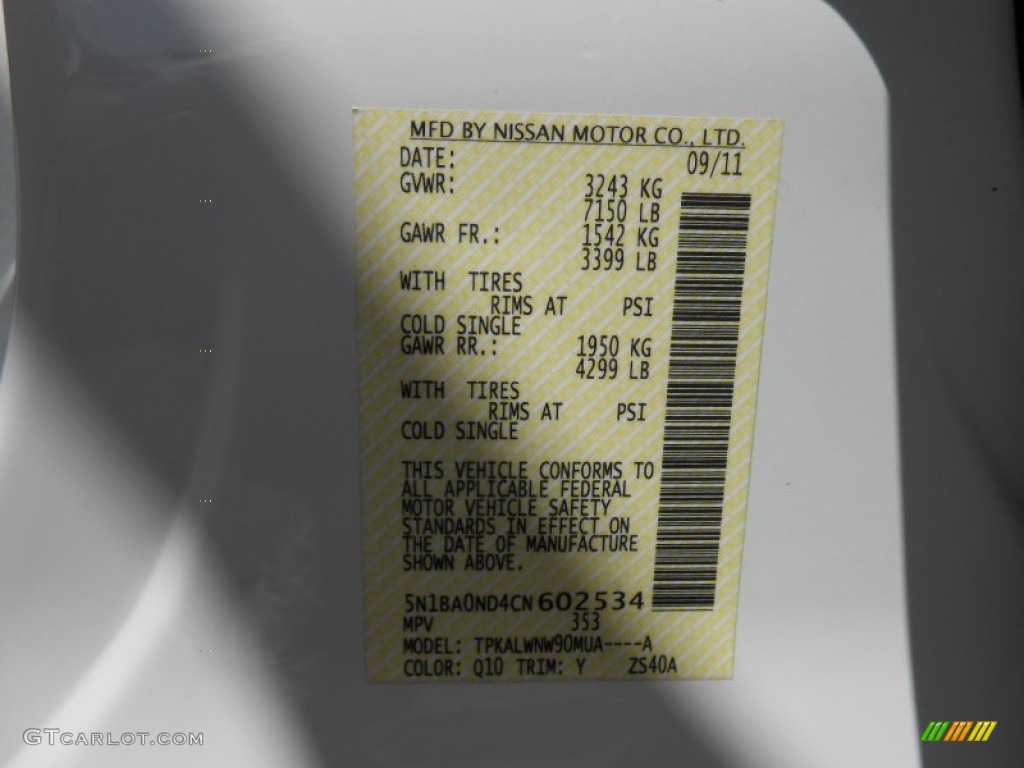 MFD BY NISSAN MOTOR CO., LTD.
DATE: 09/11
GVWR: 3243 KG
7150 LB
GAWR FR.: 1542 KG
3399 LB
WITH TIRES
RIMS AT PSI
COLD SINGLE
GAWR RR.: 1950 KG
4299 LB
WITH TIRES
RIMS AT PSI
COLD SINGLE
THIS VEHICLE CONFORMS TO
ALL APPLICABLE FEDERAL
MOTOR VEHICLE SAFETY
STANDARDS IN EFFECT ON
THE DATE OF MANUFACTURE
SHOWN ABOVE.
5N1BA0ND4CN602534
MPV 353
MODEL: TPKALWNW90MUA----A
COLOR: Q10 TRIM: Y ZS40A
GTCARLOT.COM